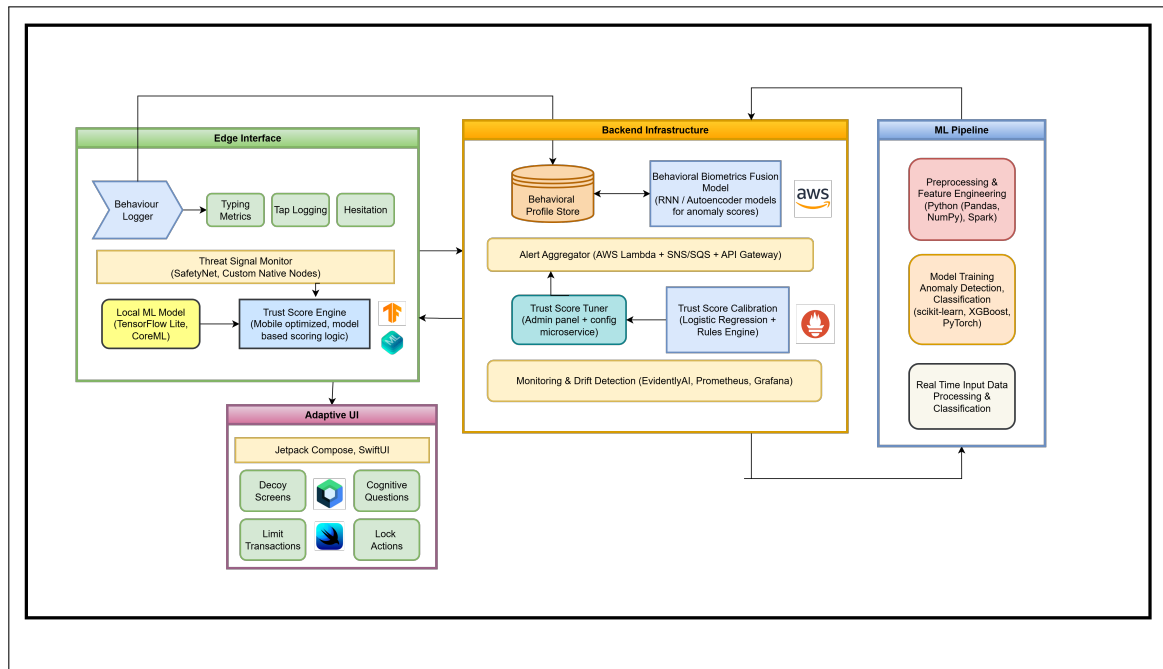 Edge Interface
Behaviour
Logger
Typing
Metrics
Tap Logging
Hesitation
Threat Signal Monitor
(SafetyNet, Custom Native Nodes)
Local ML Model
(TensorFlow Lite,
CoreML)
Trust Score Engine
(Mobile optimized, model
based scoring logic)
ML
Adaptive UI
Jetpack Compose, SwiftUI
Decoy
Screens
Cognitive
Questions
Limit
Transactions
Lock
Actions
Backend Infrastructure
Behavioral
Profile Store
Behavioral Biometrics Fusion
Model
(RNN / Autoencoder models
for anomaly scores)
aws
Alert Aggregator (AWS Lambda + SNS/SQS + API Gateway)
Trust Score Tuner
(Admin panel + config
microservice)
Trust Score Calibration
(Logistic Regression +
Rules Engine)
Monitoring & Drift Detection (EvidentlyAI, Prometheus, Grafana)
ML Pipeline
Preprocessing &
Feature Engineering
(Python (Pandas,
NumPy), Spark)
Model Training
Anomaly Detection,
Classification
(scikit-learn, XGBoost,
PyTorch)
Real Time Input Data
Processing &
Classification